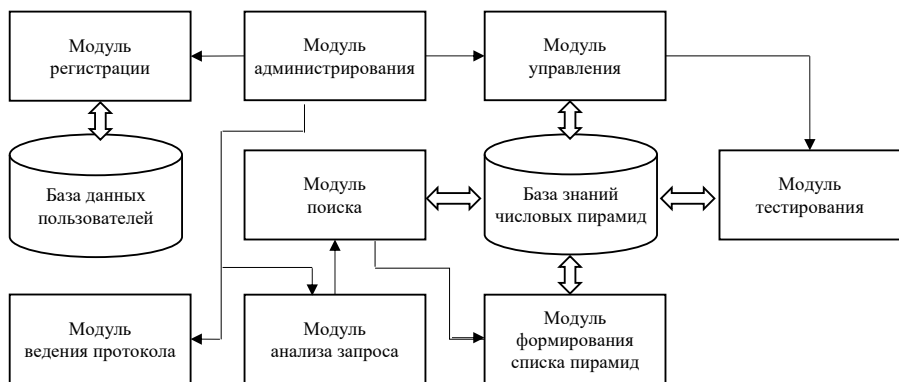 Модуль
регистрации
Модуль
администрирования
Модуль
управления
База данных
пользователей
Модуль
поиска
База знаний
числовых пирамид
Модуль
тестирования
Модуль
ведения протокола
Модуль
анализа запроса
Модуль
формирования
списка пирамид